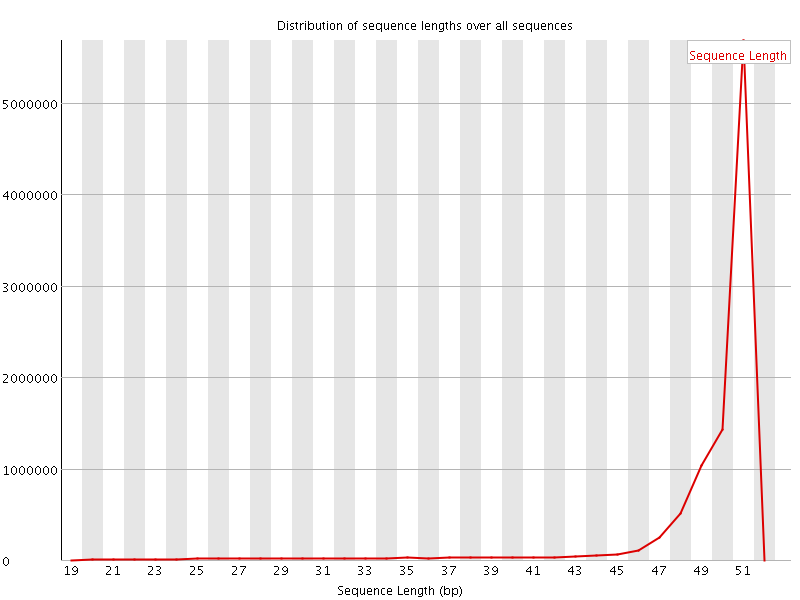 Distribution of sequence lengths over all sequences
Sequence Length
5000000
4000000
3000000
2000000
1000000
0
19 21 23 25 27 29 31 33 35 37 39 41 43 45 47 49 51
Sequence Length (bp)